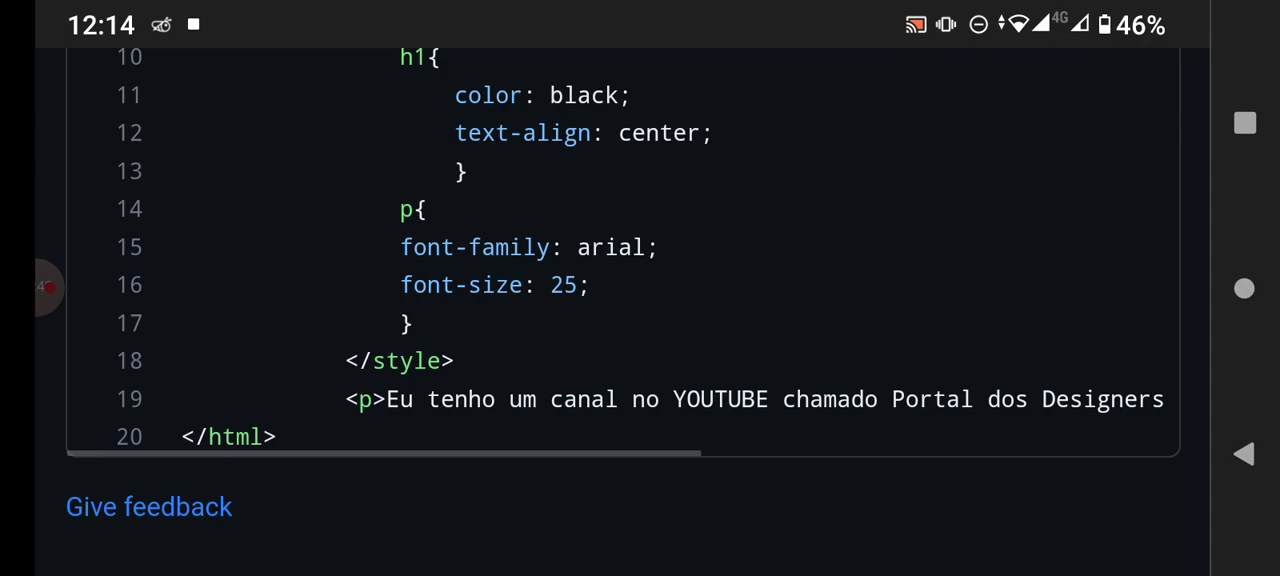 12:14
4G 46%
10 h1{
11 color: black;
12 text-align: center;
13 }
14 p{
15 font-family: arial;
16 font-size: 25;
17 }
18 </style>
19 <p>Eu tenho um canal no YOUTUBE chamado Portal dos Designers
20 </html>
Give feedback